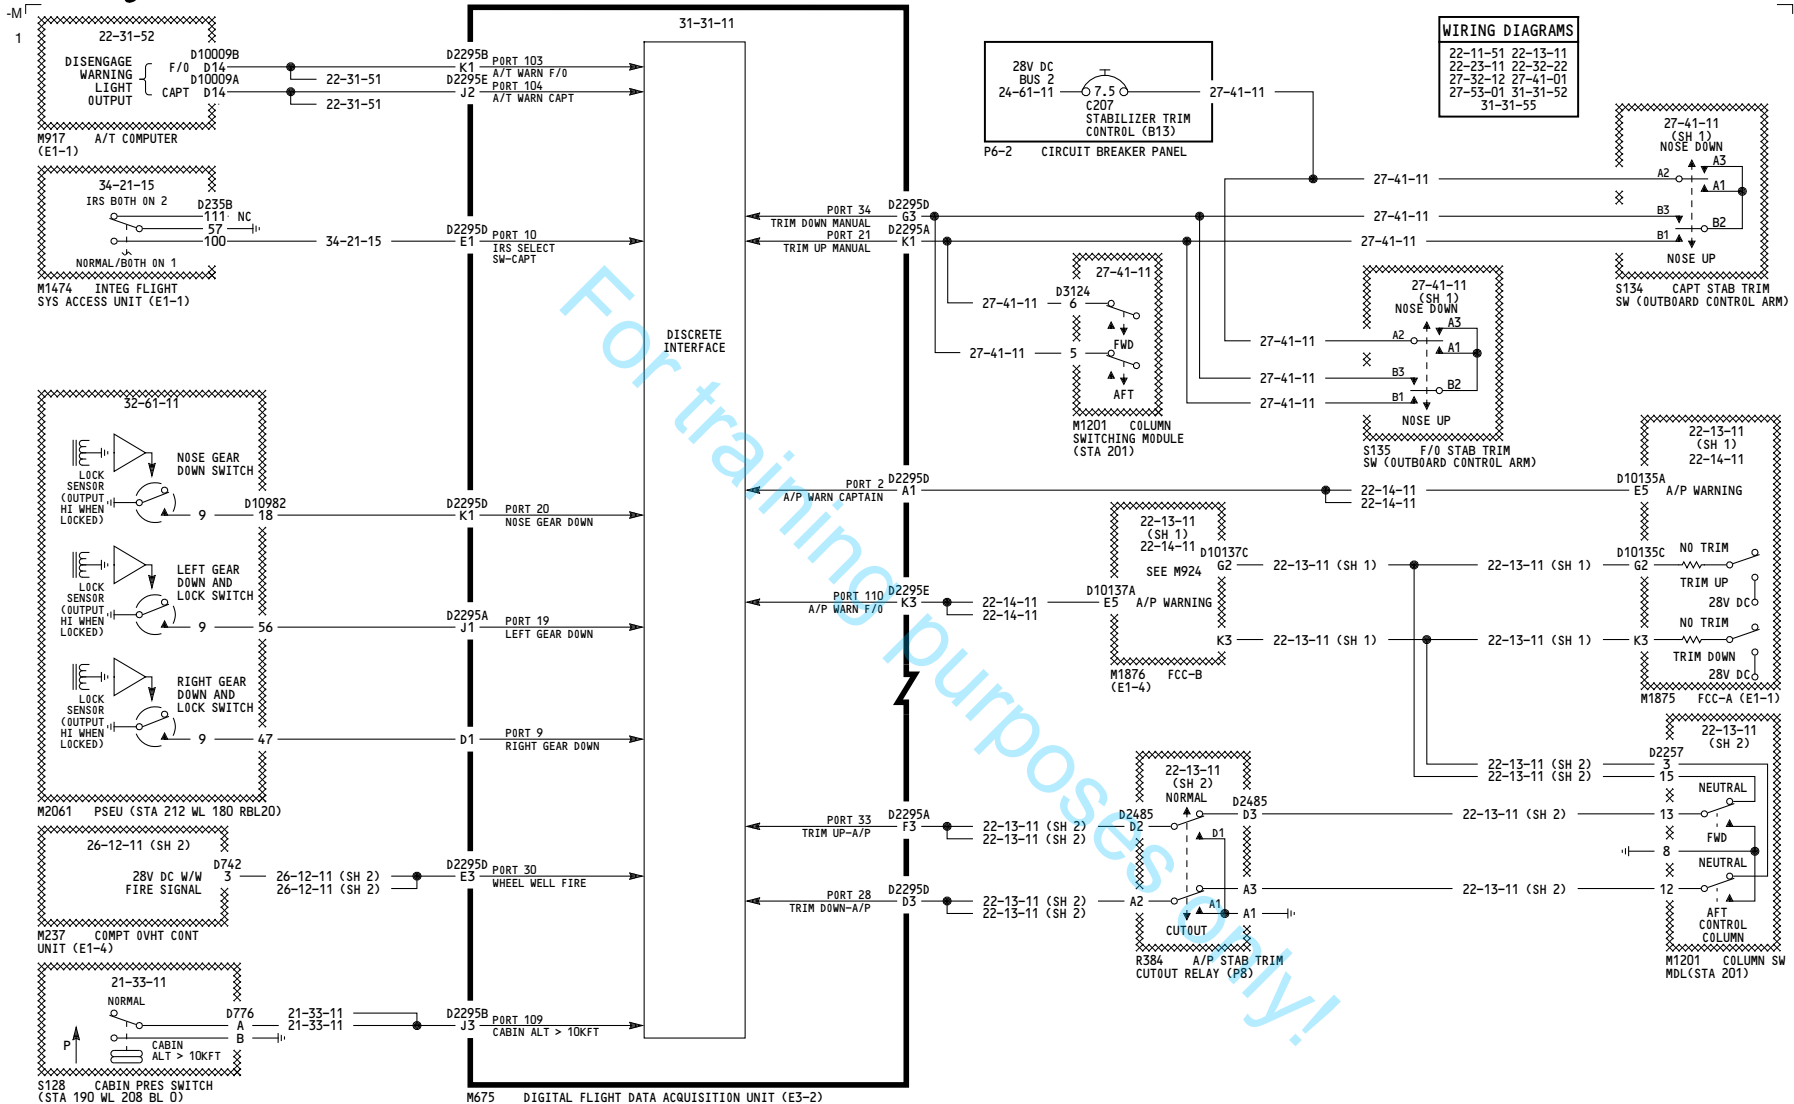 -M
1
22-31-52
DISENGAGE
WARNING
LIGHT
OUTPUT
D10009B
F/O D14
D10009A
CAPT D14
22-31-51
22-31-51
M917 A/T COMPUTER
(E1-1)
34-21-15
IRS BOTH ON 2
D235B
111 NC
57
100
NORMAL/BOTH ON 1
34-21-15
M1474 INTEG FLIGHT
SYS ACCESS UNIT (E1-1)
32-61-11
NOSE GEAR
DOWN SWITCH
LOCK
SENSOR
(OUTPUT
HI WHEN
LOCKED)
9
D10982
18
LEFT GEAR
DOWN AND
LOCK SWITCH
LOCK
SENSOR
(OUTPUT
HI WHEN
LOCKED)
9 56
RIGHT GEAR
DOWN AND
LOCK SWITCH
LOCK
SENSOR
(OUTPUT
HI WHEN
LOCKED)
9 47
M2061 PSEU (STA 212 WL 180 RBL20)
26-12-11 (SH 2)
28V DC W/W
FIRE SIGNAL
D742
3
26-12-11 (SH 2)
26-12-11 (SH 2)
M237 COMPT OVHT CONT
UNIT (E1-4)
21-33-11
NORMAL
D776
A
B
P
CABIN
ALT > 10KFT
21-33-11
21-33-11
S128 CABIN PRES SWITCH
(STA 190 WL 208 BL 0)
31-31-11
D2295B
K1 PORT 103
A/T WARN F/O
D2295E
J2 PORT 104
A/T WARN CAPT
D2295D
E1 PORT 10
IRS SELECT
SW-CAPT
DISCRETE
INTERFACE
D2295D
K1 PORT 20
NOSE GEAR DOWN
D2295A
J1 PORT 19
LEFT GEAR DOWN
D1 PORT 9
RIGHT GEAR DOWN
D2295D
E3 PORT 30
WHEEL WELL FIRE
D2295B
J3 PORT 109
CABIN ALT > 10KFT
M675 DIGITAL FLIGHT DATA ACQUISITION UNIT (E3-2)
PORT 34
TRIM DOWN MANUAL
D2295D
G3
PORT 21
TRIM UP MANUAL
D2295A
K1
PORT 2
A/P WARN CAPTAIN
D2295D
A1
PORT 110
A/P WARN F/O
D2295E
K3
PORT 33
TRIM UP-A/P
D2295A
F3
PORT 28
TRIM DOWN-A/P
D2295D
D3
28V DC
BUS 2
24-61-11
7.5
C207
STABILIZER TRIM
CONTROL (B13)
P6-2 CIRCUIT BREAKER PANEL
27-41-11
WIRING DIAGRAMS
22-11-51 22-13-11
22-23-11 22-32-22
27-32-12 27-41-01
27-53-01 31-31-52
31-31-55
27-41-11
27-41-11
27-41-11
27-41-11
(SH 1)
NOSE DOWN
A2
A3
A1
B3
B2
B1
NOSE UP
S134 CAPT STAB TRIM
SW (OUTBOARD CONTROL ARM)
27-41-11
D3124
27-41-11 6
FWD
27-41-11 5
AFT
M1201 COLUMN
SWITCHING MODULE
(STA 201)
27-41-11
27-41-11
27-41-11
27-41-11
(SH 1)
NOSE DOWN
A2
A3
A1
B3
B2
B1
NOSE UP
S135 F/O STAB TRIM
SW (OUTBOARD CONTROL ARM)
22-14-11
22-14-11
22-13-11
(SH 1)
22-14-11
D10135A
E5 A/P WARNING
22-13-11
(SH 1)
22-14-11
SEE M924
D10137C
G2
D10137A
E5 A/P WARNING
K3
22-14-11
22-14-11
M1876 FCC-B
(E1-4)
22-13-11 (SH 1)
22-13-11 (SH 1)
22-13-11 (SH 1)
22-13-11 (SH 1)
D10135C
G2
NO TRIM
TRIM UP
28V DC
K3
NO TRIM
TRIM DOWN
28V DC
M1875 FCC-A (E1-1)
22-13-11 (SH 2)
22-13-11 (SH 2)
22-13-11
(SH 2)
D2257
3
15
NEUTRAL
13
FWD
8
NEUTRAL
12
AFT
CONTROL
COLUMN
M1201 COLUMN SW
MDL(STA 201)
22-13-11 (SH 2)
22-13-11 (SH 2)
22-13-11 (SH 2)
22-13-11 (SH 2)
22-13-11
(SH 2)
NORMAL
D2485
D2
D2485
D3
D1
A2
A3
A1
A1
CUTOUT
R384 A/P STAB TRIM
CUTOUT RELAY (P8)
22-13-11 (SH 2)
22-13-11 (SH 2)
For training purposes only!